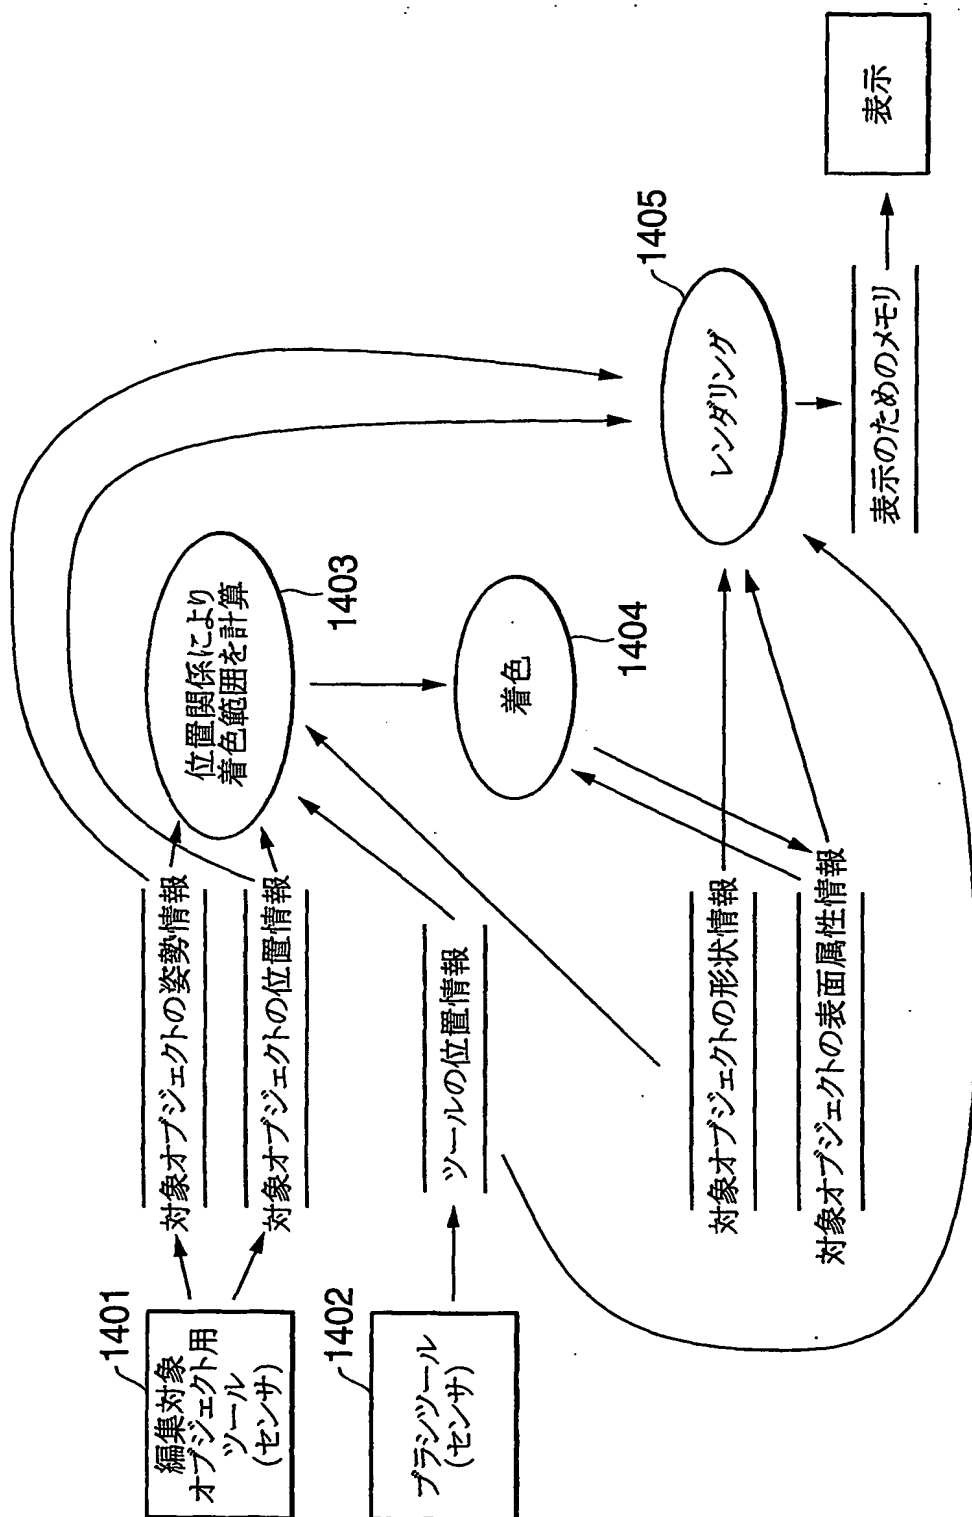 1401
編集対象
オブジェクト用
ツール
(センサ)
対象オブジェクトの姿勢情報
対象オブジェクトの位置情報
位置関係により
着色範囲を計算
1403
1402
ブラシツール
(センサ)
ツールの位置情報
着色
1404
対象オブジェクトの形状情報
対象オブジェクトの表面属性情報
レンダリング
1405
表示のためのメモリ
表示